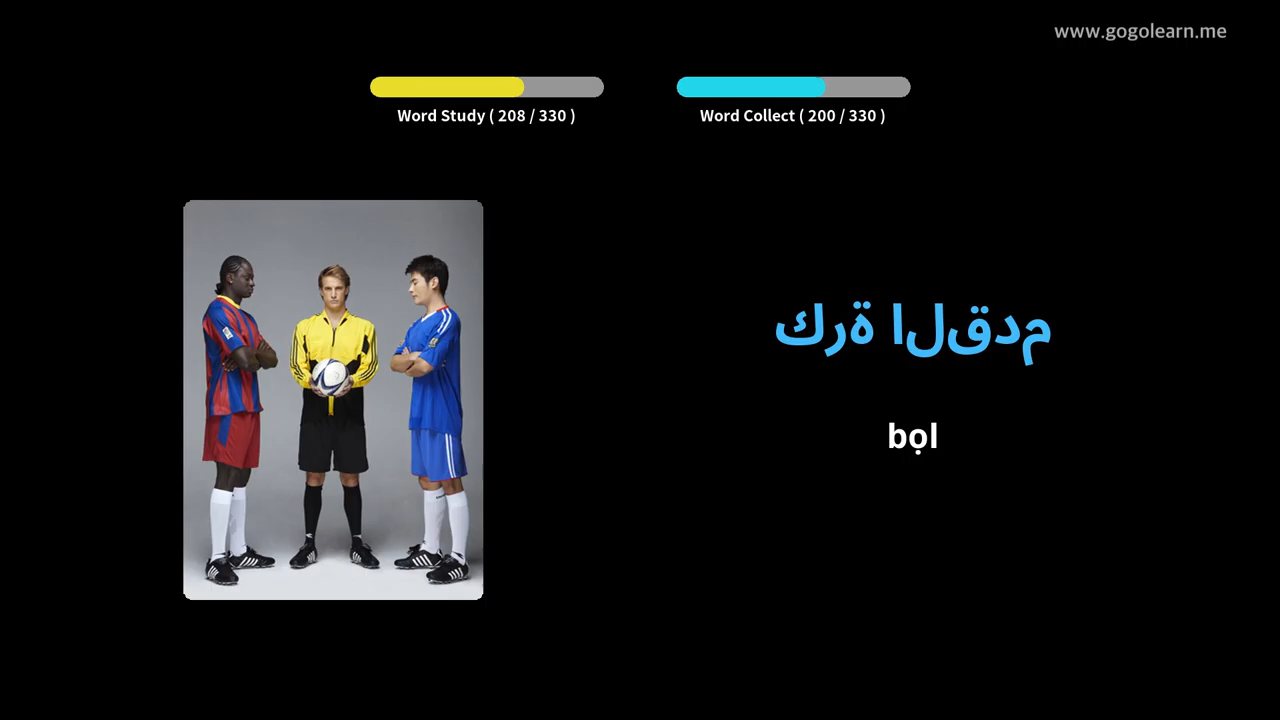 www.gogolearn.me
Word Study ( 208 / 330 )
Word Collect ( 200 / 330 )
كرة القدم
bọl